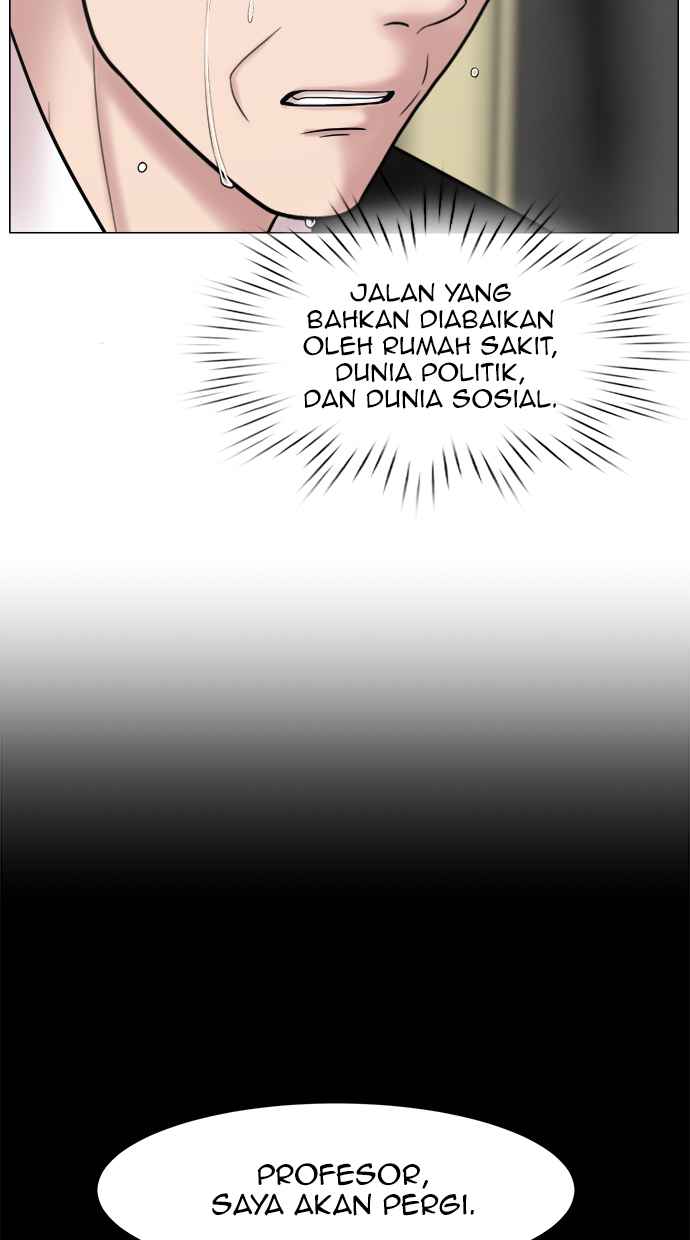 JALAN YANG
BAHKAN DIABAIKAN
OLEH RUMAH SAKIT,
DUNIA POLITIK,
DAN DUNIA SOSIAL.
PROFESOR,
SAYA AKAN PERGI.